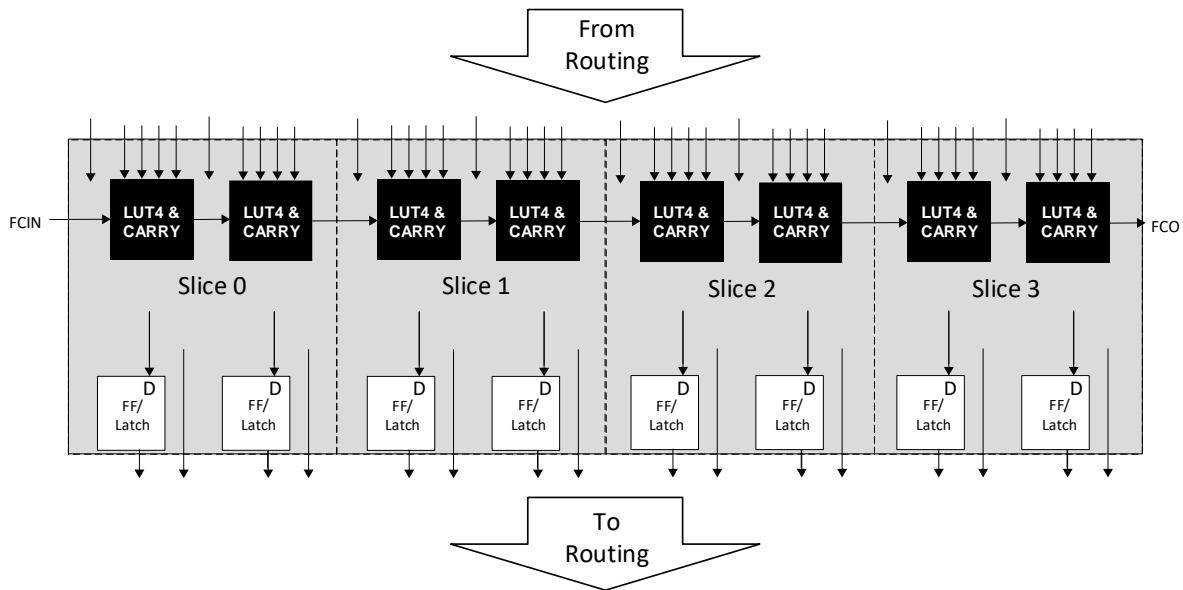 From
Routing
FCIN
LUT4 &
CARRY
LUT4 &
CARRY
LUT4 &
CARRY
LUT4 &
CARRY
LUT4 &
CARRY
LUT4 &
CARRY
LUT4 &
CARRY
LUT4 &
CARRY
FCO
Slice 0
Slice 1
Slice 2
Slice 3
D
FF/
Latch
D
FF/
Latch
D
FF/
Latch
D
FF/
Latch
D
FF/
Latch
D
FF/
Latch
D
FF/
Latch
D
FF/
Latch
To
Routing